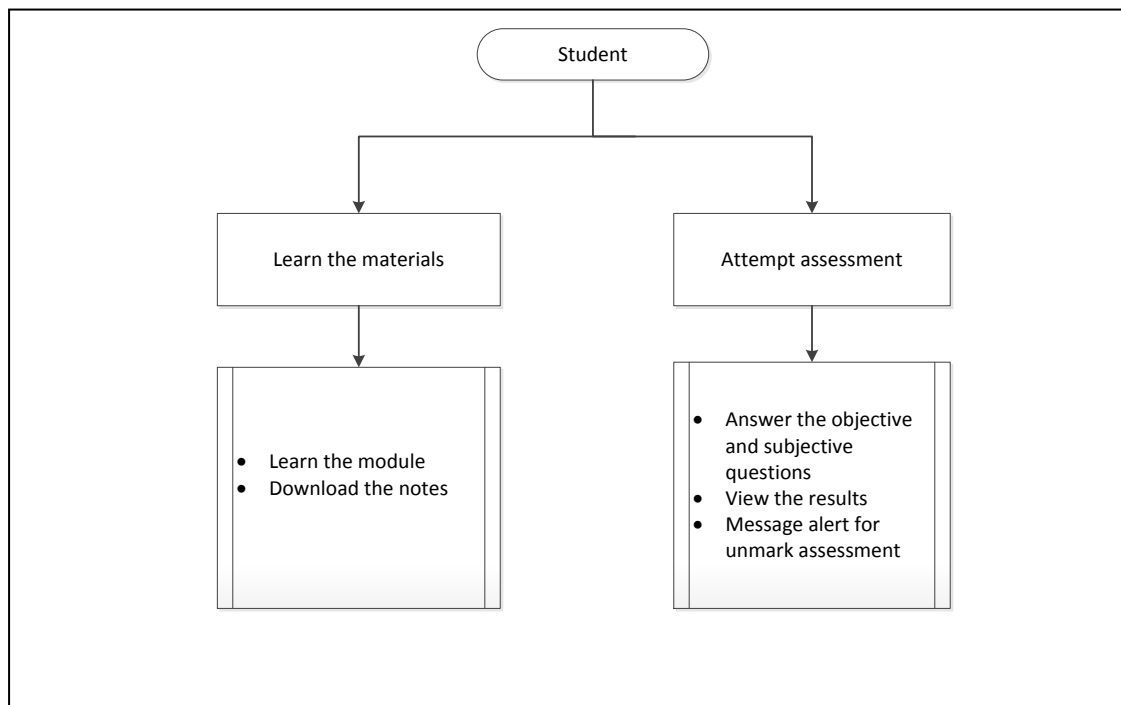 Student
Learn the materials
Attempt assessment
• Learn the module
• Download the notes
• Answer the objective
and subjective
questions
• View the results
• Message alert for
unmark assessment